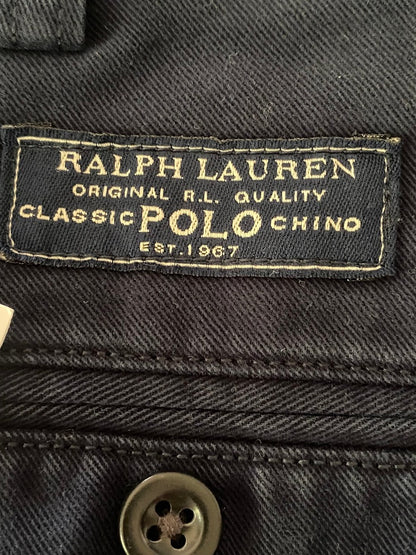 RALPH LAUREN
ORIGINAL R.L. QUALITY
CLASSIC POLO CHINO
EST. 1967